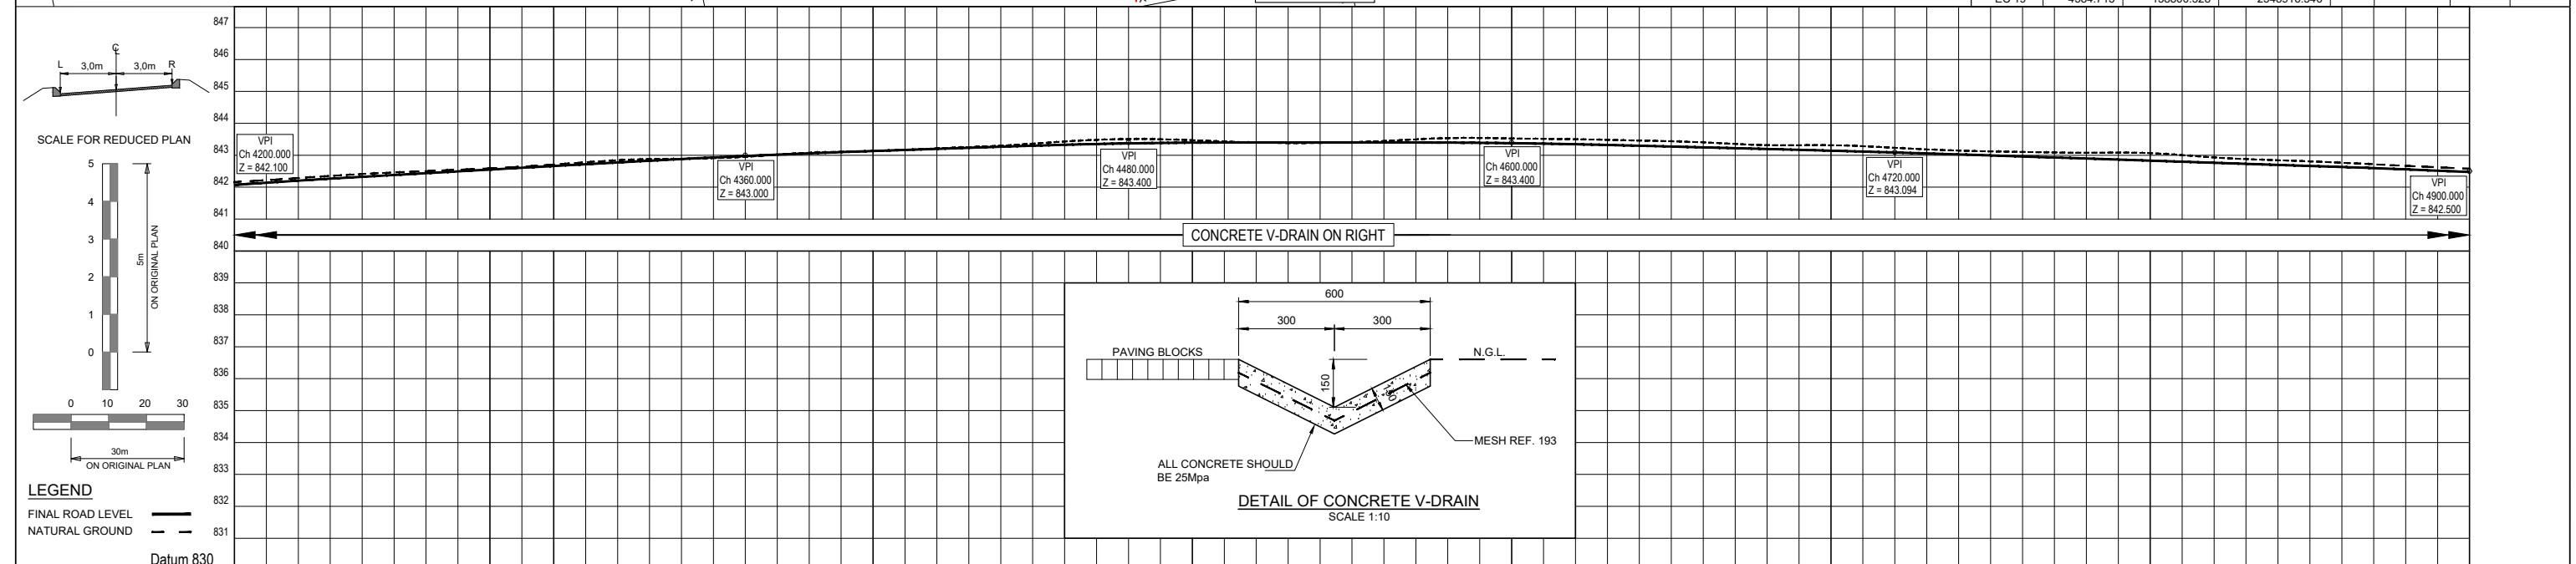 EC 19
847
846
845
844
843
842
841
840
839
838
837
836
835
834
833
832
831
Datum 830
C
L 3,0m 3,0m R
SCALE FOR REDUCED PLAN
5
4
3
2
1
0
5m
ON ORIGINAL PLAN
0 10 20 30
30m
ON ORIGINAL PLAN
LEGEND
FINAL ROAD LEVEL
NATURAL GROUND
VPI
Ch 4200.000
Z = 842.100
VPI
Ch 4360.000
Z = 843.000
VPI
Ch 4480.000
Z = 843.400
VPI
Ch 4600.000
Z = 843.400
VPI
Ch 4720.000
Z = 843.094
VPI
Ch 4900.000
Z = 842.500
CONCRETE V-DRAIN ON RIGHT
600
300 300
PAVING BLOCKS
N.G.L.
150
MESH REF. 193
ALL CONCRETE SHOULD
BE 25Mpa
DETAIL OF CONCRETE V-DRAIN
SCALE 1:10